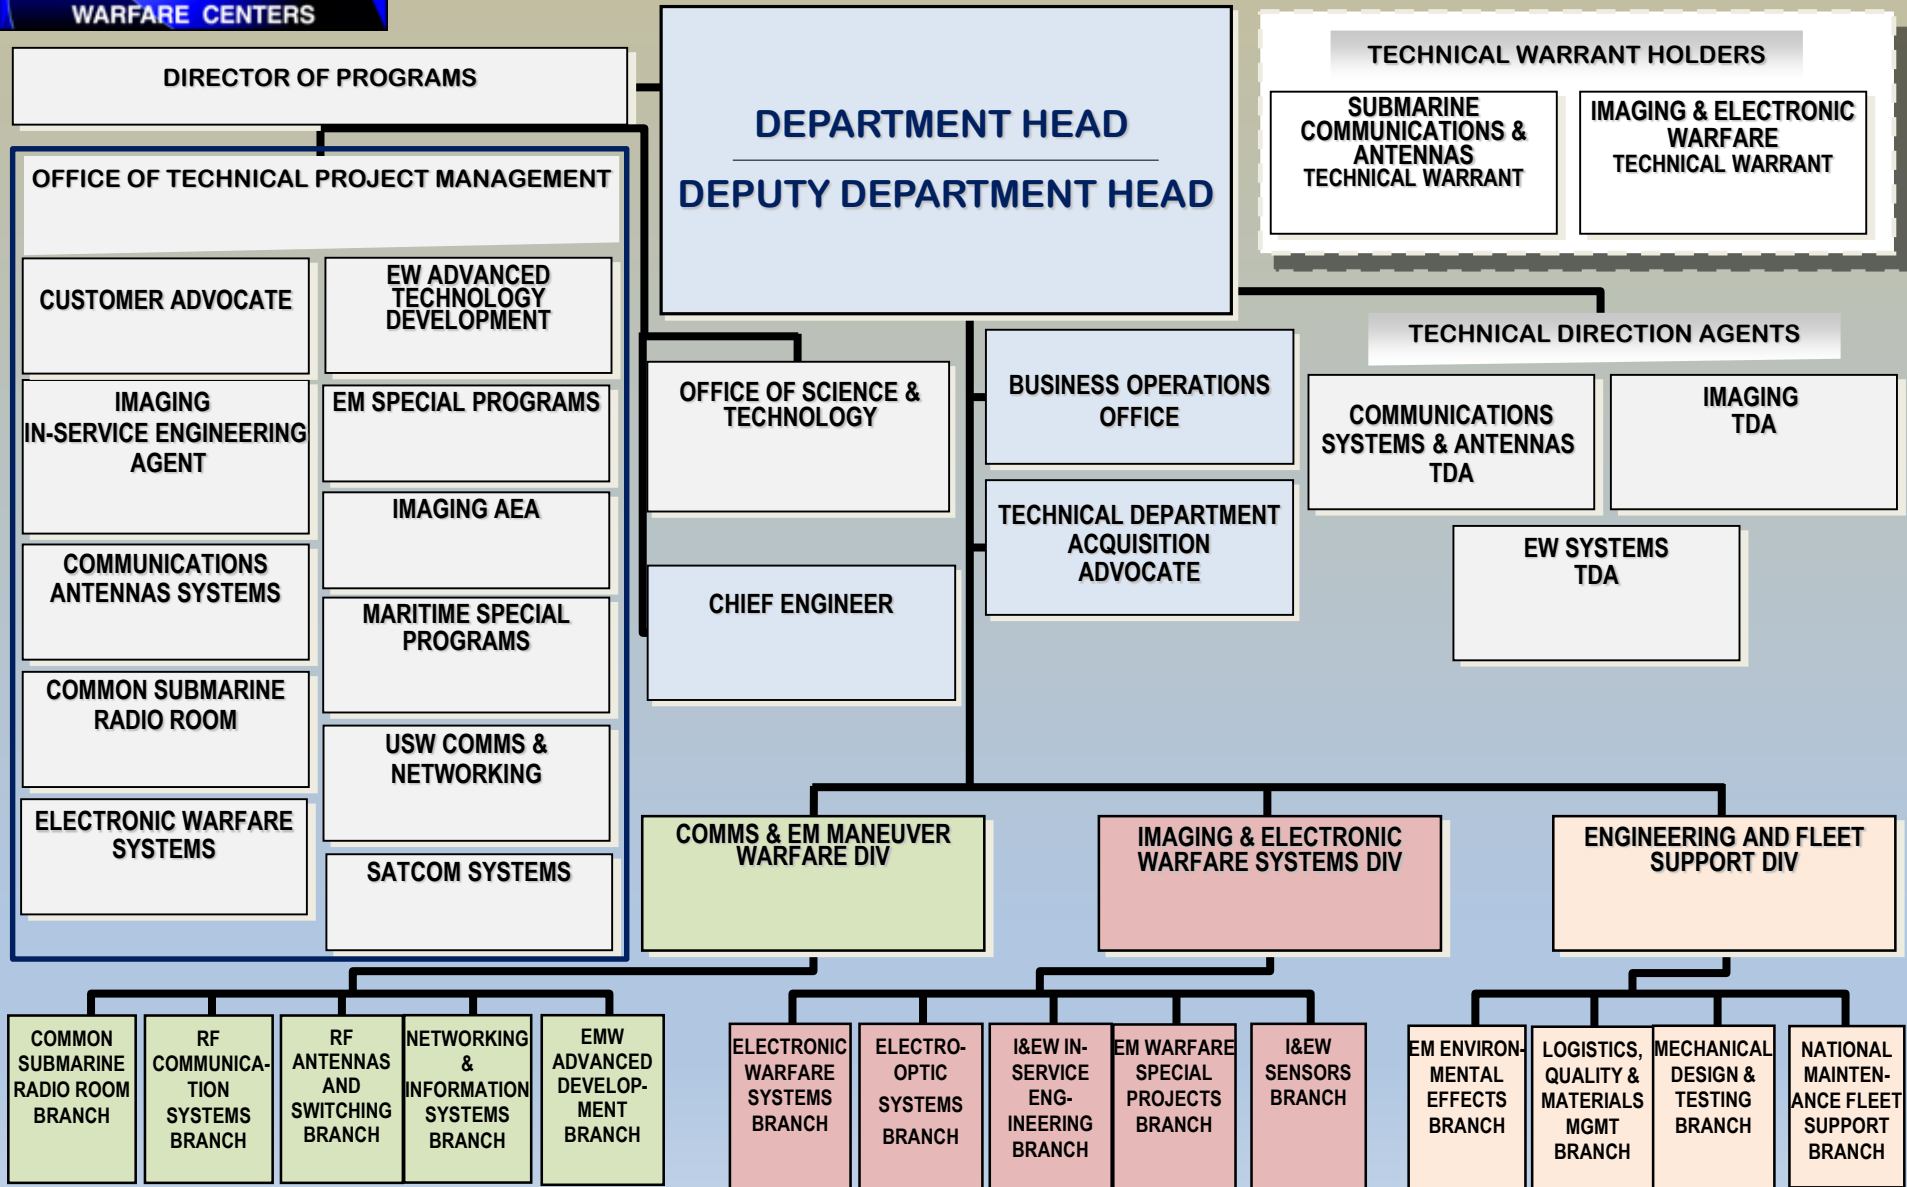 WARFARE CENTERS
DIRECTOR OF PROGRAMS
DEPARTMENT HEAD
DEPUTY DEPARTMENT HEAD
TECHNICAL WARRANT HOLDERS
SUBMARINE
COMMUNICATIONS &
ANTENNAS
TECHNICAL WARRANT
IMAGING & ELECTRONIC
WARFARE
TECHNICAL WARRANT
OFFICE OF TECHNICAL PROJECT MANAGEMENT
CUSTOMER ADVOCATE
IMAGING
IN-SERVICE ENGINEERING
AGENT
COMMUNICATIONS
ANTENNAS SYSTEMS
COMMON SUBMARINE
RADIO ROOM
ELECTRONIC WARFARE
SYSTEMS
EW ADVANCED
TECHNOLOGY
DEVELOPMENT
EM SPECIAL PROGRAMS
IMAGING AEA
MARITIME SPECIAL
PROGRAMS
USW COMMS &
NETWORKING
SATCOM SYSTEMS
OFFICE OF SCIENCE &
TECHNOLOGY
CHIEF ENGINEER
BUSINESS OPERATIONS
OFFICE
TECHNICAL DEPARTMENT
ACQUISITION
ADVOCATE
TECHNICAL DIRECTION AGENTS
COMMUNICATIONS
SYSTEMS & ANTENNAS
TDA
IMAGING
TDA
EW SYSTEMS
TDA
COMMS & EM MANEUVER
WARFARE DIV
IMAGING & ELECTRONIC
WARFARE SYSTEMS DIV
ENGINEERING AND FLEET
SUPPORT DIV
COMMON
SUBMARINE
RADIO ROOM
BRANCH
RF
COMMUNICA-
TION
SYSTEMS
BRANCH
RF
ANTENNAS
AND
SWITCHING
BRANCH
NETWORKING
&
INFORMATION
SYSTEMS
BRANCH
EMW
ADVANCED
DEVELOP-
MENT
BRANCH
ELECTRONIC
WARFARE
SYSTEMS
BRANCH
ELECTRO-
OPTIC
SYSTEMS
BRANCH
I&EW IN-
SERVICE
ENG-
INEERING
BRANCH
EM WARFARE
SPECIAL
PROJECTS
BRANCH
I&EW
SENSORS
BRANCH
EM ENVIRON-
MENTAL
EFFECTS
BRANCH
LOGISTICS,
QUALITY &
MATERIALS
MGMT
BRANCH
MECHANICAL
DESIGN &
TESTING
BRANCH
NATIONAL
MAINTEN-
ANCE FLEET
SUPPORT
BRANCH